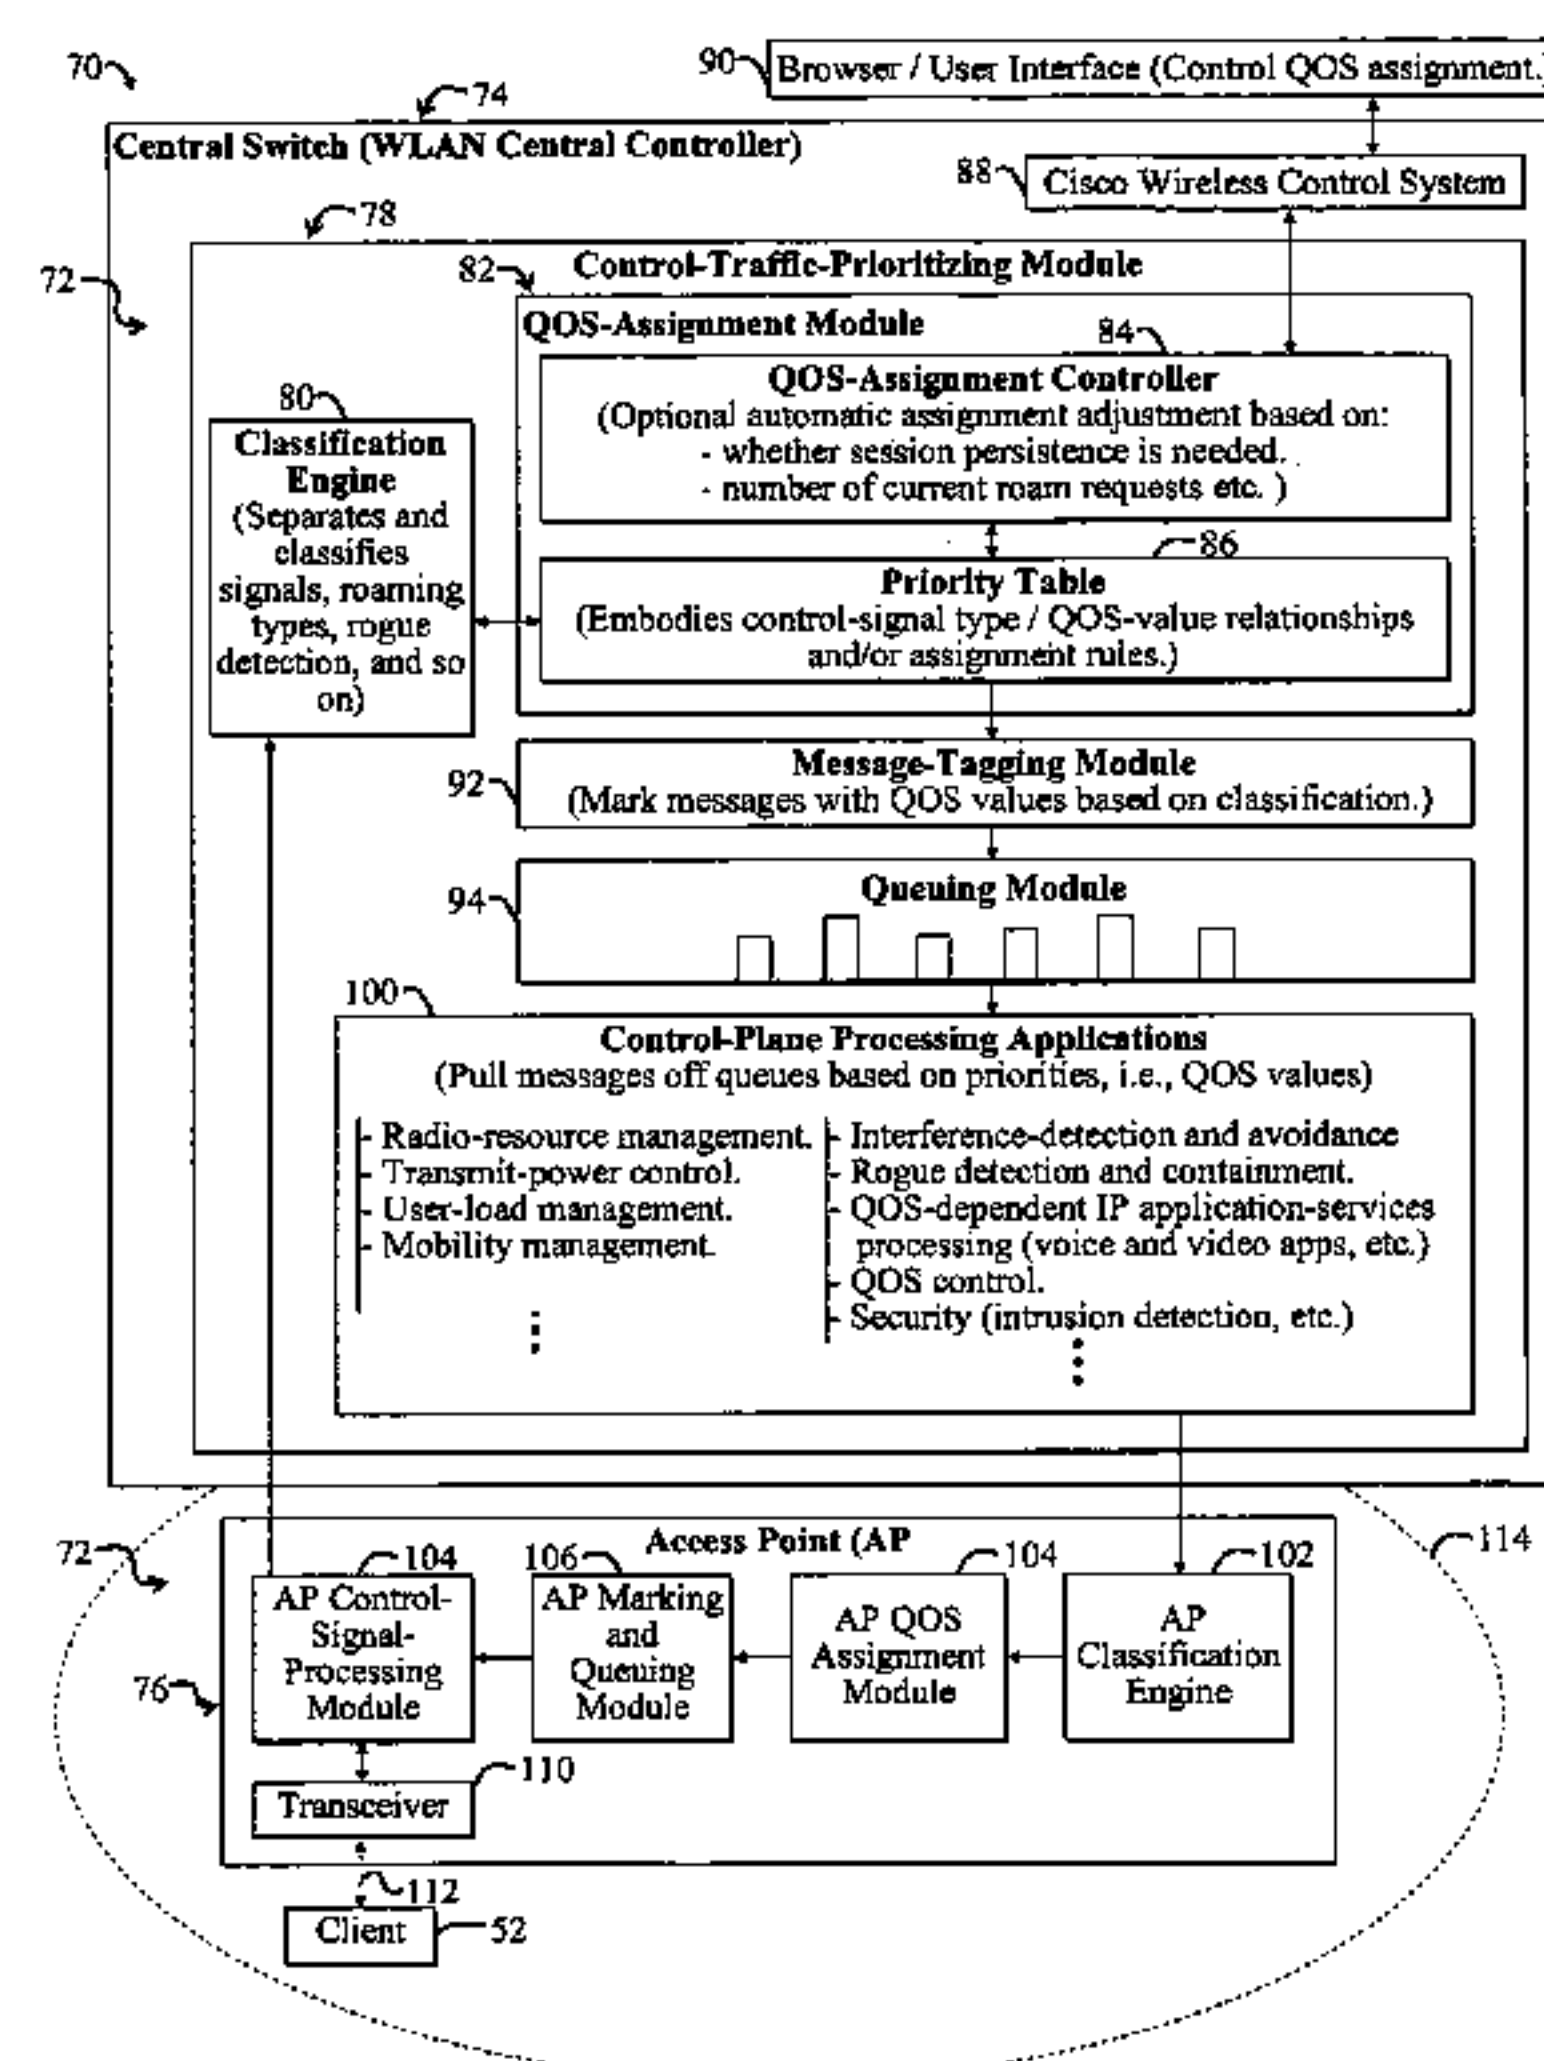 70
90 Browser / User Interface (Control QOS assignment.)
74
Central Switch (WLAN Central Controller)
88 Cisco Wireless Control System
78
72
82
Control-Traffic-Prioritizing Module
QOS-Assignment Module
84
QOS-Assignment Controller
(Optional automatic assignment adjustment based on:
- whether session persistence is needed.
- number of current roam requests etc. )
80
Classification
Engine
(Separates and
classifies
signals, roaming
types, rogue
detection, and so
on)
86
Priority Table
(Embodies control-signal type / QOS-value relationships
and/or assignment rules.)
92
Message-Tagging Module
(Mark messages with QOS values based on classification.)
94
Queuing Module
100
Control-Plane Processing Applications
(Pull messages off queues based on priorities, i.e., QOS values)
- Radio-resource management.
- Transmit-power control.
- User-load management.
- Mobility management.
- Interference-detection and avoidance
- Rogue detection and containment.
- QOS-dependent IP application-services
processing (voice and video apps, etc.)
- QOS control.
- Security (intrusion detection, etc.)
72
Access Point (AP
114
104
AP Control-
Signal-
Processing
Module
106
AP Marking
and
Queuing
Module
104
AP QOS
Assignment
Module
102
AP
Classification
Engine
76
110
Transceiver
112
Client
52